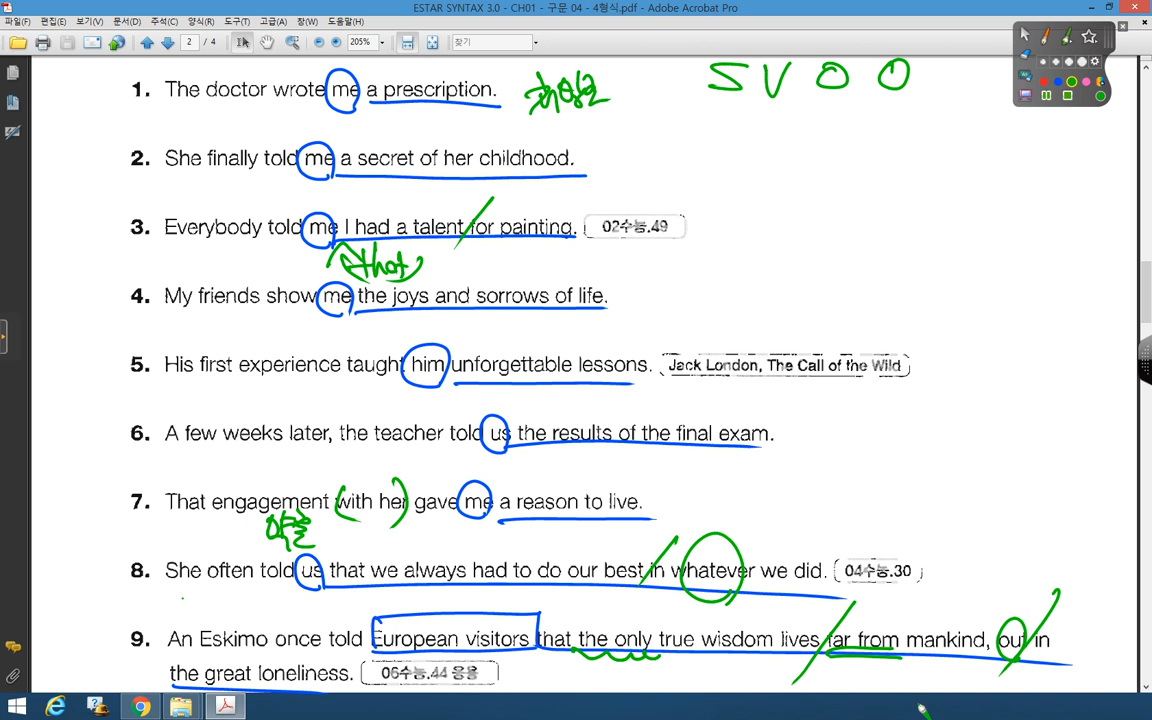 ESTAR SYNTAX 3.0 - CH01 - 구문 04 - 4형식.pdf - Adobe Acrobat Pro
파일(F) 편집(E) 보기(V) 문서(D) 주석(C) 양식(R) 도구(T) 고급(A) 창(W) 도움말(H)
2 / 4 205% 찾기
S V O O
1. The doctor wrote me a prescription. 처방전
2. She finally told me a secret of her childhood.
3. Everybody told me I had a talent for painting. 02수능.49
(that)
4. My friends show me the joys and sorrows of life.
5. His first experience taught him unforgettable lessons. Jack London, The Call of the Wild
6. A few weeks later, the teacher told us the results of the final exam.
7. That engagement (with her) gave me a reason to live.
약혼
8. She often told us that we always had to do our best in whatever we did. 04수능.30
9. An Eskimo once told European visitors that the only true wisdom lives far from mankind, out in
the great loneliness. 06수능.44 응용